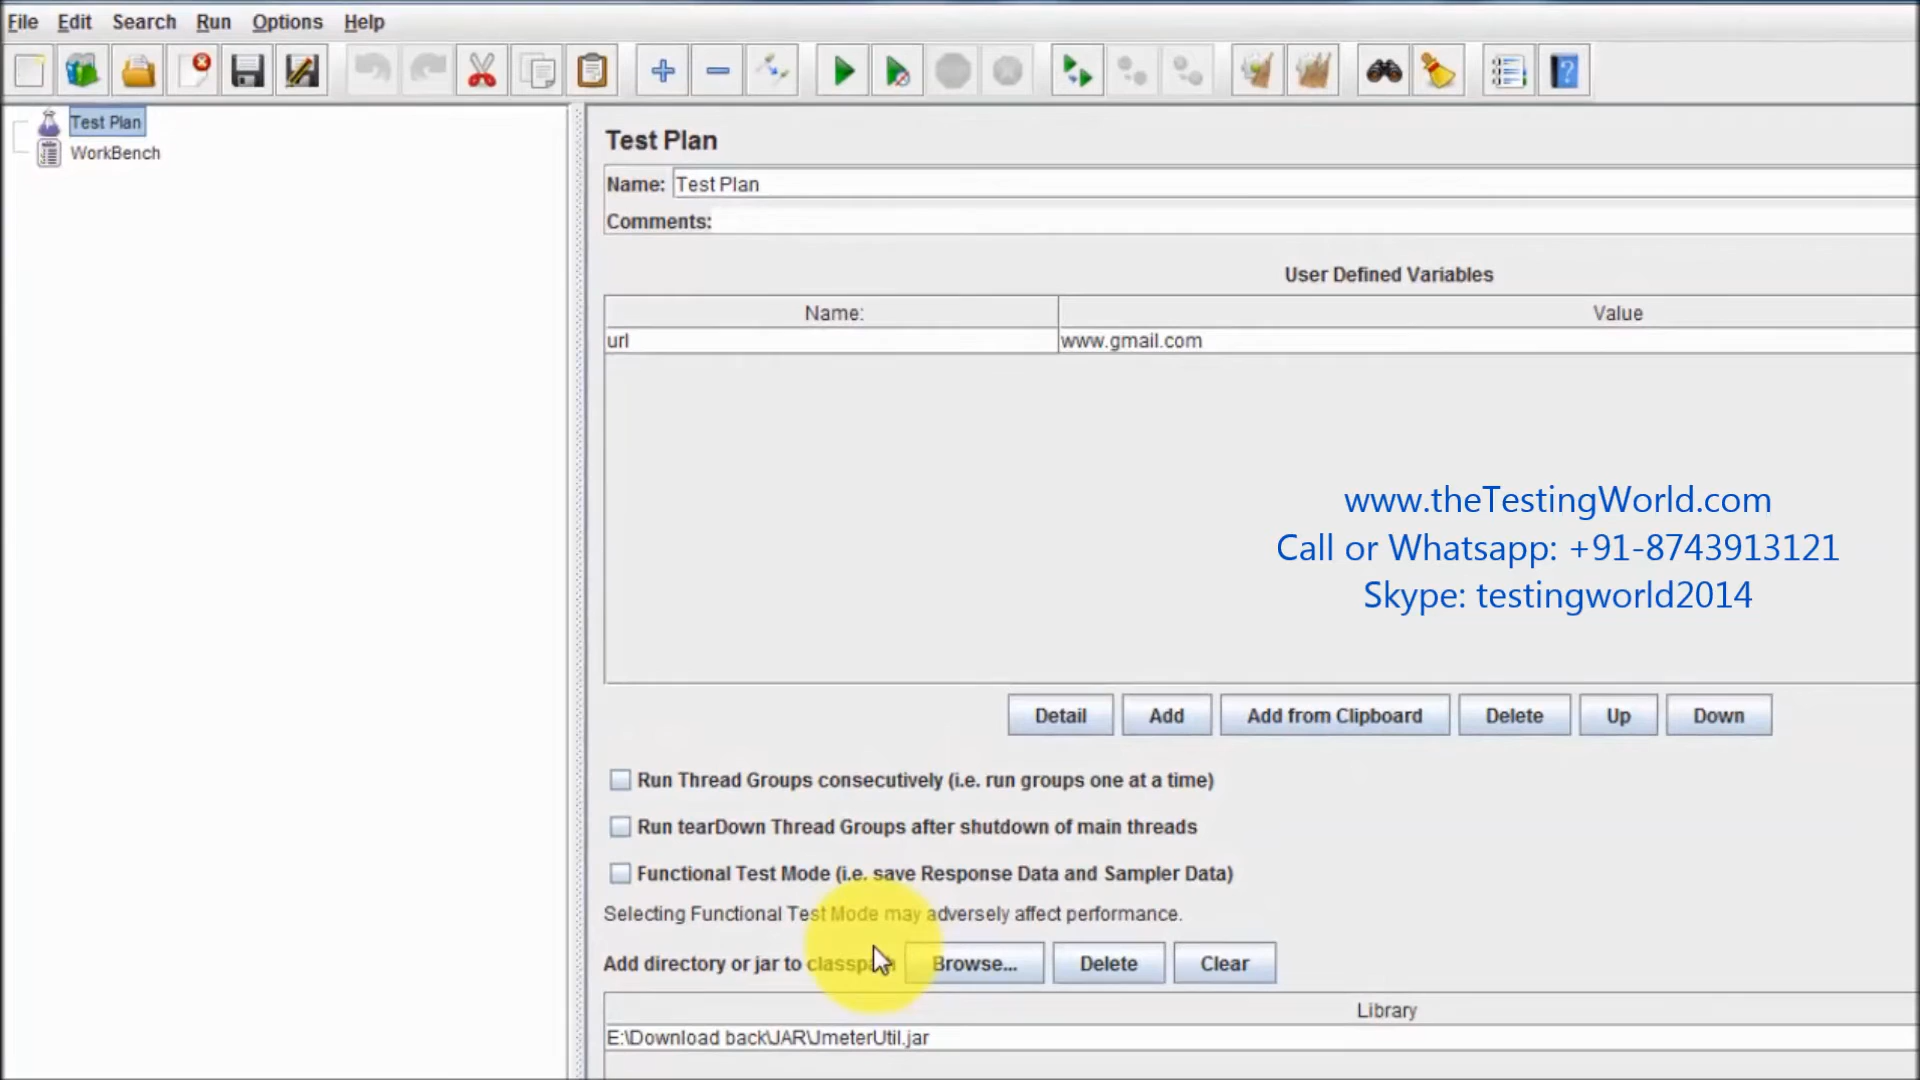 File Edit Search Run Options Help
Test Plan
WorkBench
Test Plan
Name: Test Plan
Comments:
User Defined Variables
Name: Value
url www.gmail.com
www.theTestingWorld.com
Call or Whatsapp: +91-8743913121
Skype: testingworld2014
Detail Add Add from Clipboard Delete Up Down
Run Thread Groups consecutively (i.e. run groups one at a time)
Run tearDown Thread Groups after shutdown of main threads
Functional Test Mode (i.e. save Response Data and Sampler Data)
Selecting Functional Test Mode may adversely affect performance.
Add directory or jar to classpath Browse... Delete Clear
Library
E:\Download back\JAR\JmeterUtil.jar